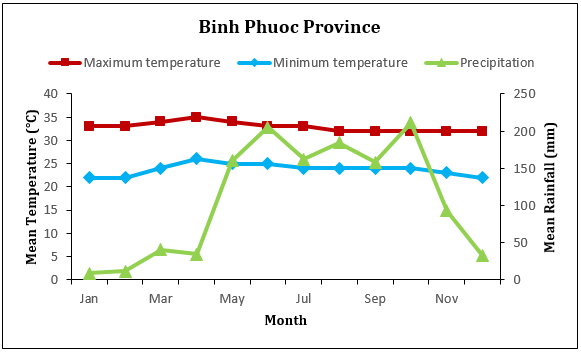 Binh Phuoc Province
Maximum temperature Minimum temperature Precipitation
Mean Temperature (°C)
40
35
30
25
20
15
10
5
0
250
200
150
100
50
0
Mean Rainfall (mm)
Jan Mar May Jul Sep Nov
Month